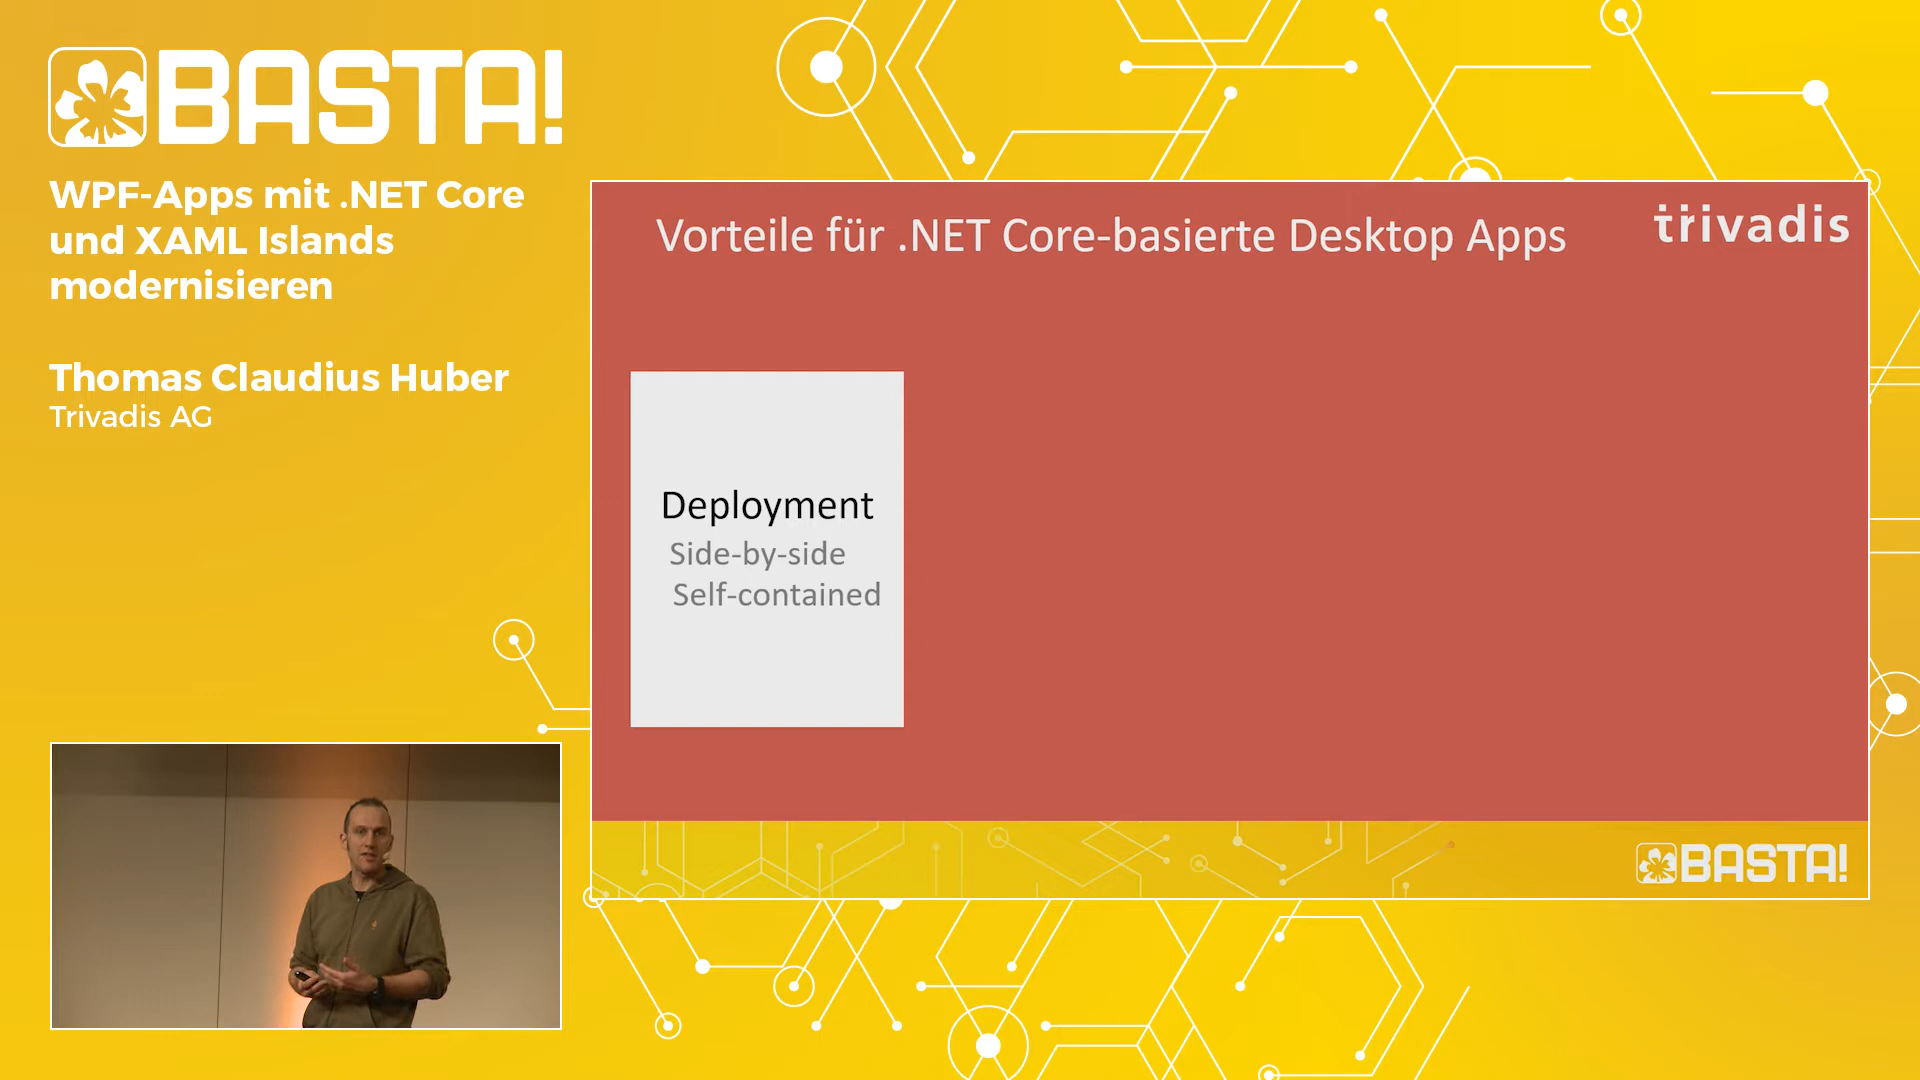 BASTA!
WPF-Apps mit .NET Core
und XAML Islands
modernisieren
Thomas Claudius Huber
Trivadis AG
Vorteile für .NET Core-basierte Desktop Apps
trivadis
Deployment
Side-by-side
Self-contained
BASTA!